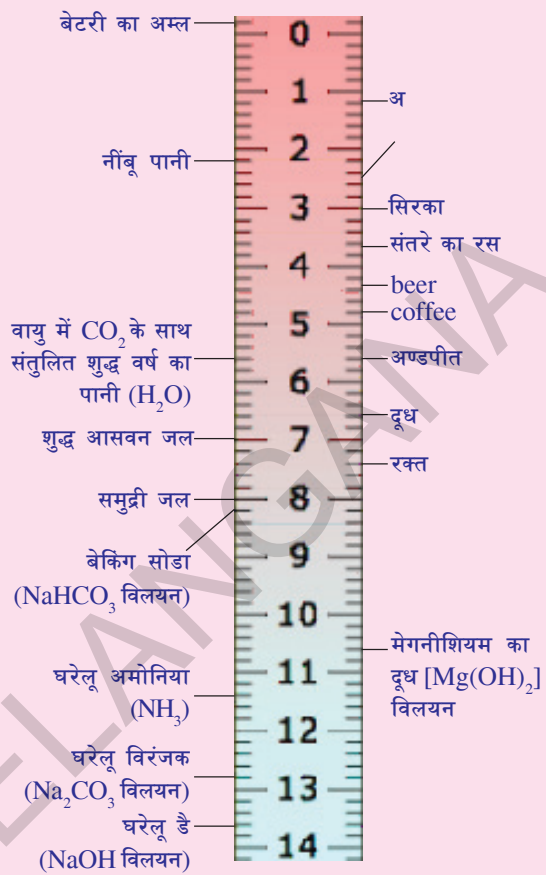 बेटरी का अम्ल
नींबू पानी
वायु में CO₂ के साथ
संतुलित शुद्ध वर्ष का
पानी (H₂O)
शुद्ध आसवन जल
समुद्री जल
बेकिंग सोडा
(NaHCO₃ विलयन)
घरेलू अमोनिया
(NH₃)
घरेलू विरंजक
(Na₂CO₃ विलयन)
घरेलू डै
(NaOH विलयन)
0
1
2
3
4
5
6
7
8
9
10
11
12
13
14
अ
सिरका
संतरे का रस
beer
coffee
अण्डपीत
दूध
रक्त
मेगनीशियम का
दूध [Mg(OH)₂]
विलयन
TELANGANA